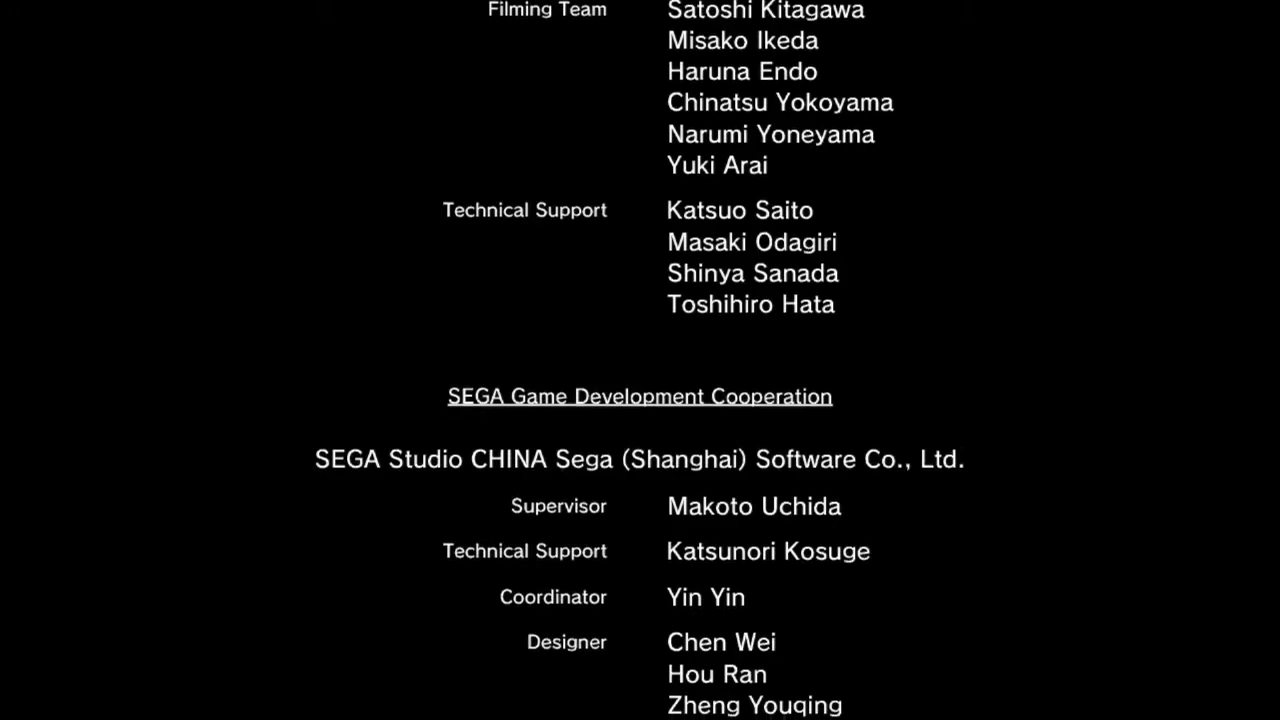 Filming Team Satoshi Kitagawa
Misako Ikeda
Haruna Endo
Chinatsu Yokoyama
Narumi Yoneyama
Yuki Arai
Technical Support Katsuo Saito
Masaki Odagiri
Shinya Sanada
Toshihiro Hata
SEGA Game Development Cooperation
SEGA Studio CHINA Sega (Shanghai) Software Co., Ltd.
Supervisor Makoto Uchida
Technical Support Katsunori Kosuge
Coordinator Yin Yin
Designer Chen Wei
Hou Ran
Zheng Youqing